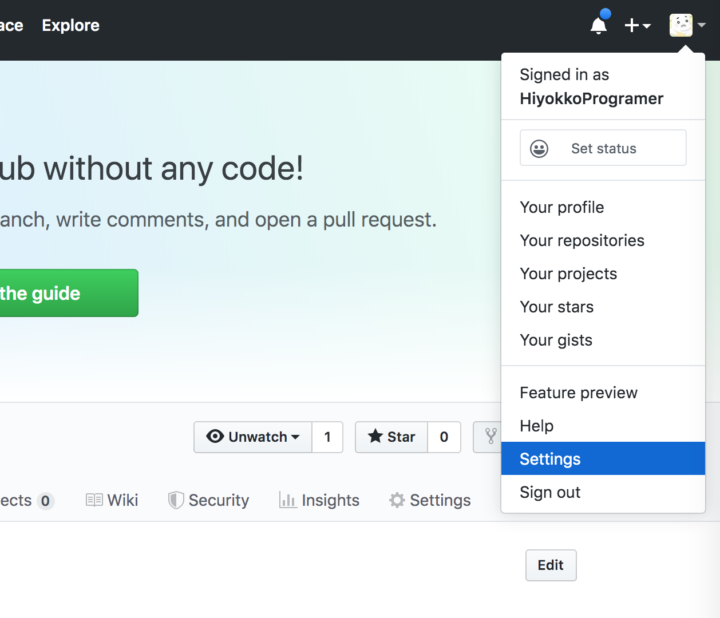 ace Explore
Signed in as
HiyokkoProgramer
Set status
ub without any code!
anch, write comments, and open a pull request.
the guide
Your profile
Your repositories
Your projects
Your stars
Your gists
Feature preview
Help
Settings
Sign out
Unwatch 1 Star 0
ects 0 Wiki Security Insights Settings
Edit